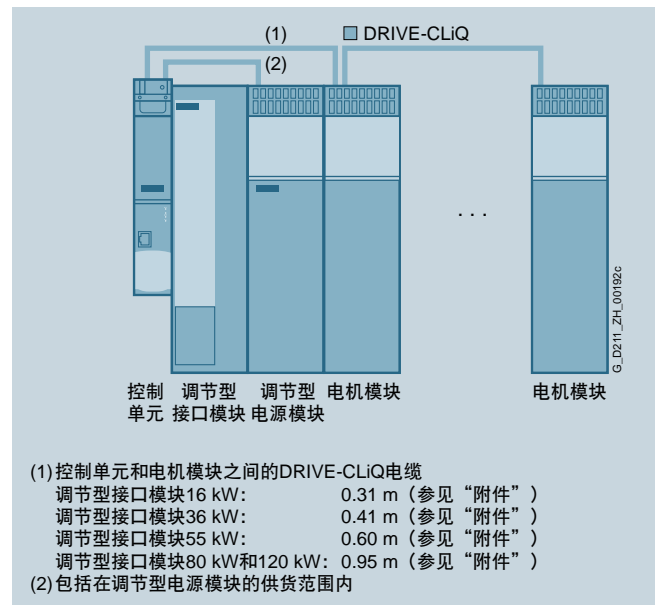 (1)
DRIVE-CLiQ
(2)
. . .
G_D211_ZH_00192c
控制 调节型 调节型 电机模块 电机模块
单元 接口模块 电源模块
(1)控制单元和电机模块之间的DRIVE-CLiQ电缆
调节型接口模块16 kW: 0.31 m（参见“附件”）
调节型接口模块36 kW: 0.41 m（参见“附件”）
调节型接口模块55 kW: 0.60 m（参见“附件”）
调节型接口模块80 kW和120 kW: 0.95 m（参见“附件”）
(2)包括在调节型电源模块的供货范围内